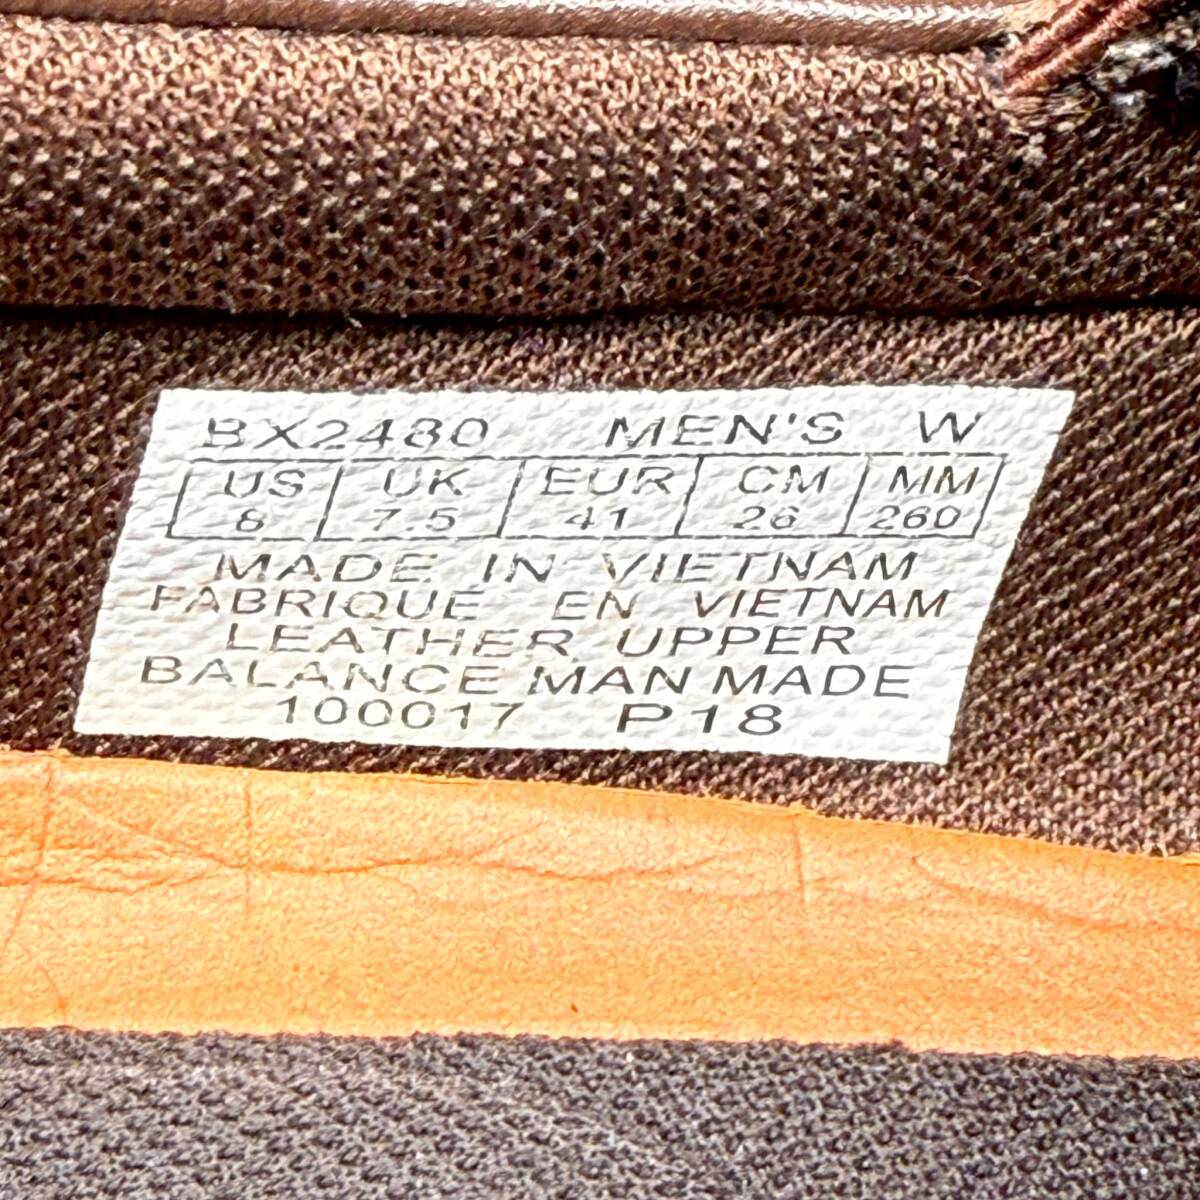 BX2480 MEN'S W
US UK EUR CM MM
8 7.5 41 26 260
MADE IN VIETNAM
FABRIQUE EN VIETNAM
LEATHER UPPER
BALANCE MAN MADE
100017 P18